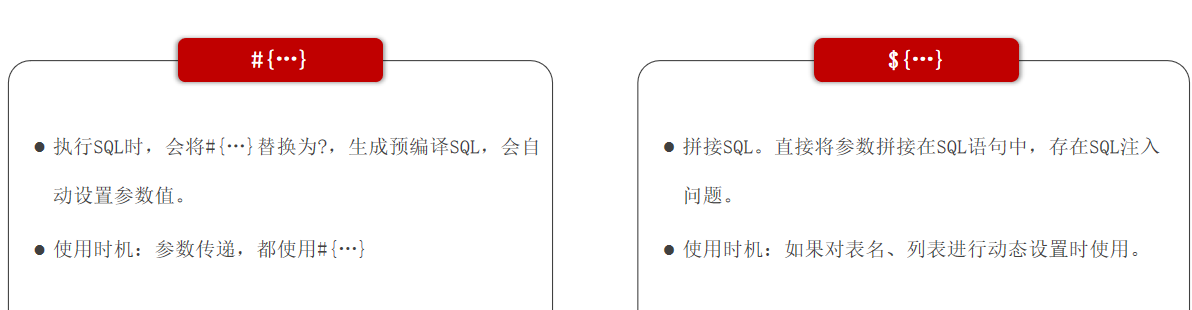 #{…}
● 执行SQL时，会将#{…}替换为?，生成预编译SQL，会自
动设置参数值。
● 使用时机：参数传递，都使用#{…}
${…}
● 拼接SQL。直接将参数拼接在SQL语句中，存在SQL注入
问题。
● 使用时机：如果对表名、列表进行动态设置时使用。